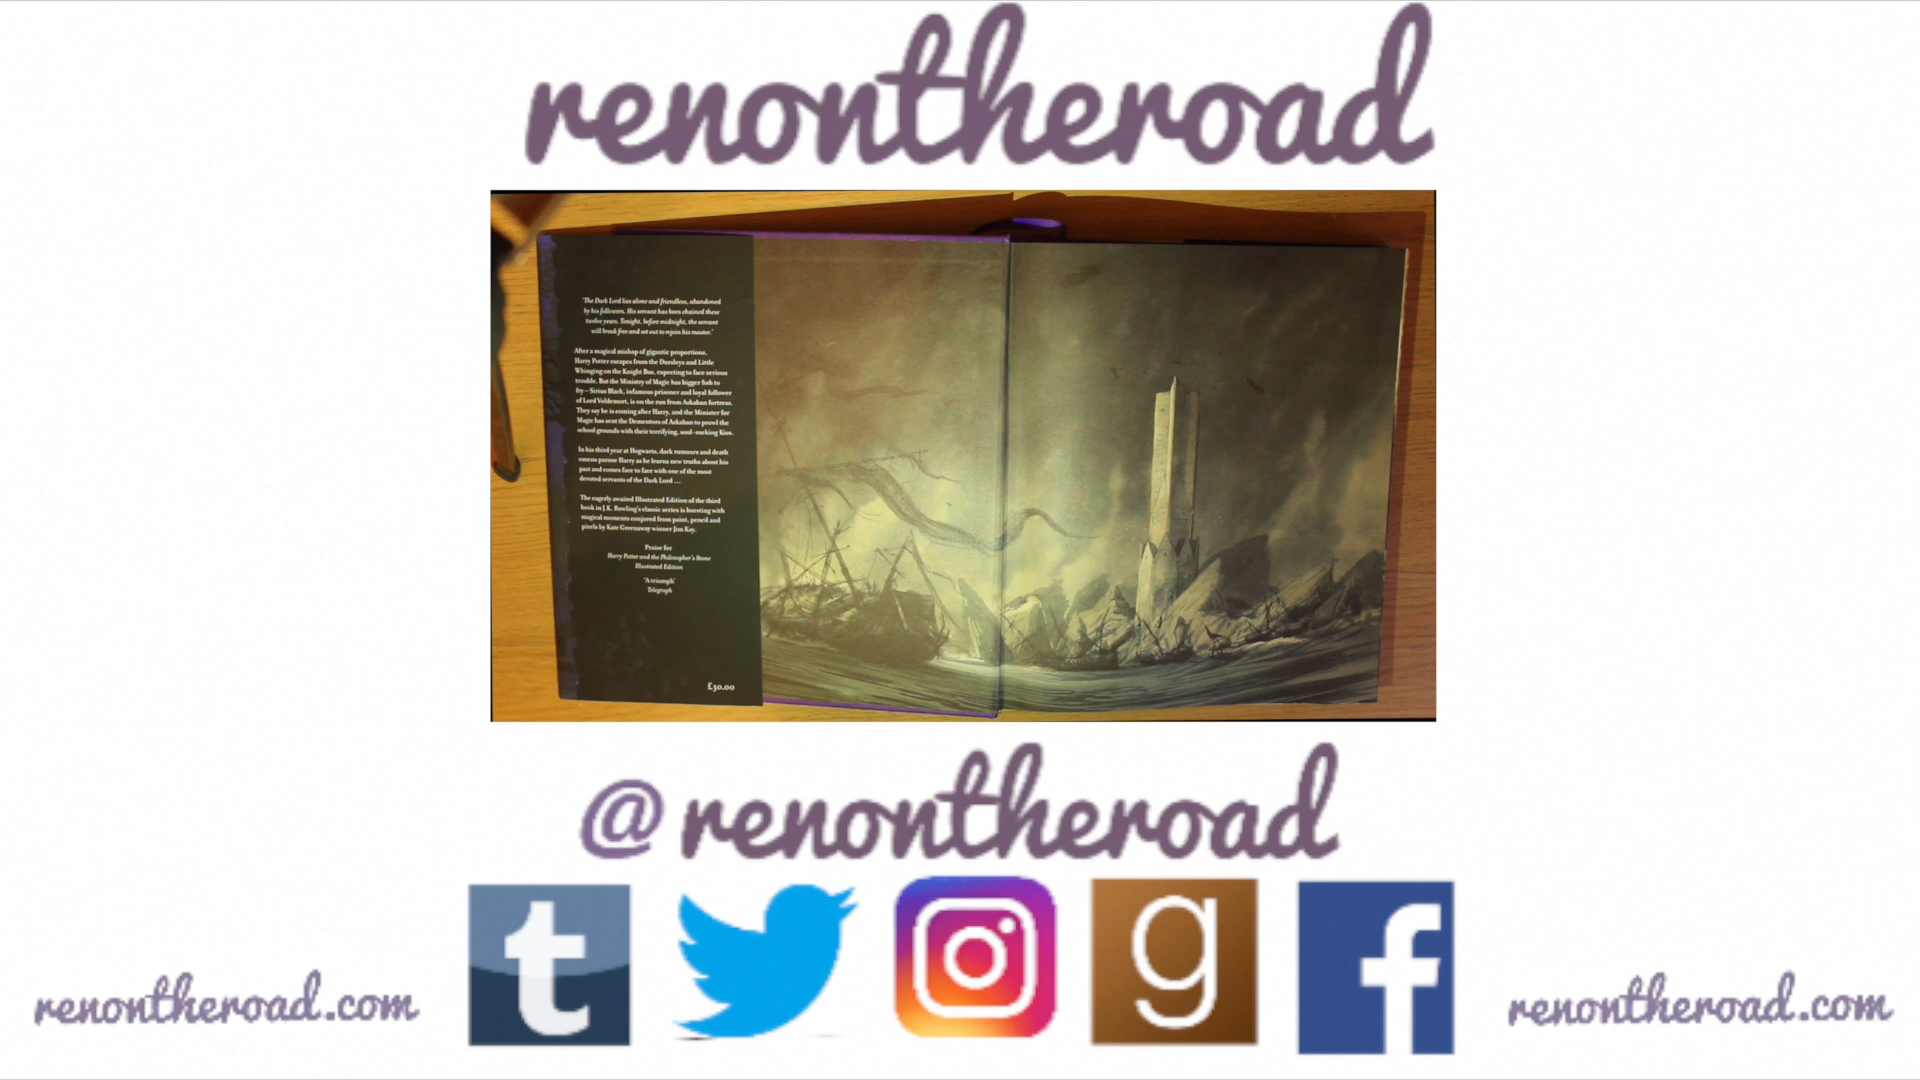 renontheroad
'The Dark Lord lies alone and friendless, abandoned
by his followers. His servant has been chained these
twelve years. Tonight, before midnight, the servant
will break free and set out to rejoin his master.'
After a magical mishap of gigantic proportions,
Harry Potter escapes from the Dursleys and Little
Whinging on the Knight Bus, expecting to face serious
trouble. But the Ministry of Magic has bigger fish to
fry – Sirius Black, infamous prisoner and loyal follower
of Lord Voldemort, is on the run from Azkaban fortress.
They say he is coming after Harry, and the Minister for
Magic has sent the Dementors of Azkaban to prowl the
school grounds with their terrifying, soul-sucking Kiss.
In his third year at Hogwarts, dark rumours and death
omens pursue Harry as he learns new truths about his
past and comes face to face with one of the most
devoted servants of the Dark Lord ...
The eagerly awaited Illustrated Edition of the third
book in J.K. Rowling's classic series is bursting with
magical moments conjured from paint, pencil and
pixels by Kate Greenaway winner Jim Kay.
Praise for
Harry Potter and the Philosopher's Stone
Illustrated Edition
'A triumph'
Telegraph
£30.00
@renontheroad
t
g
f
renontheroad.com
renontheroad.com